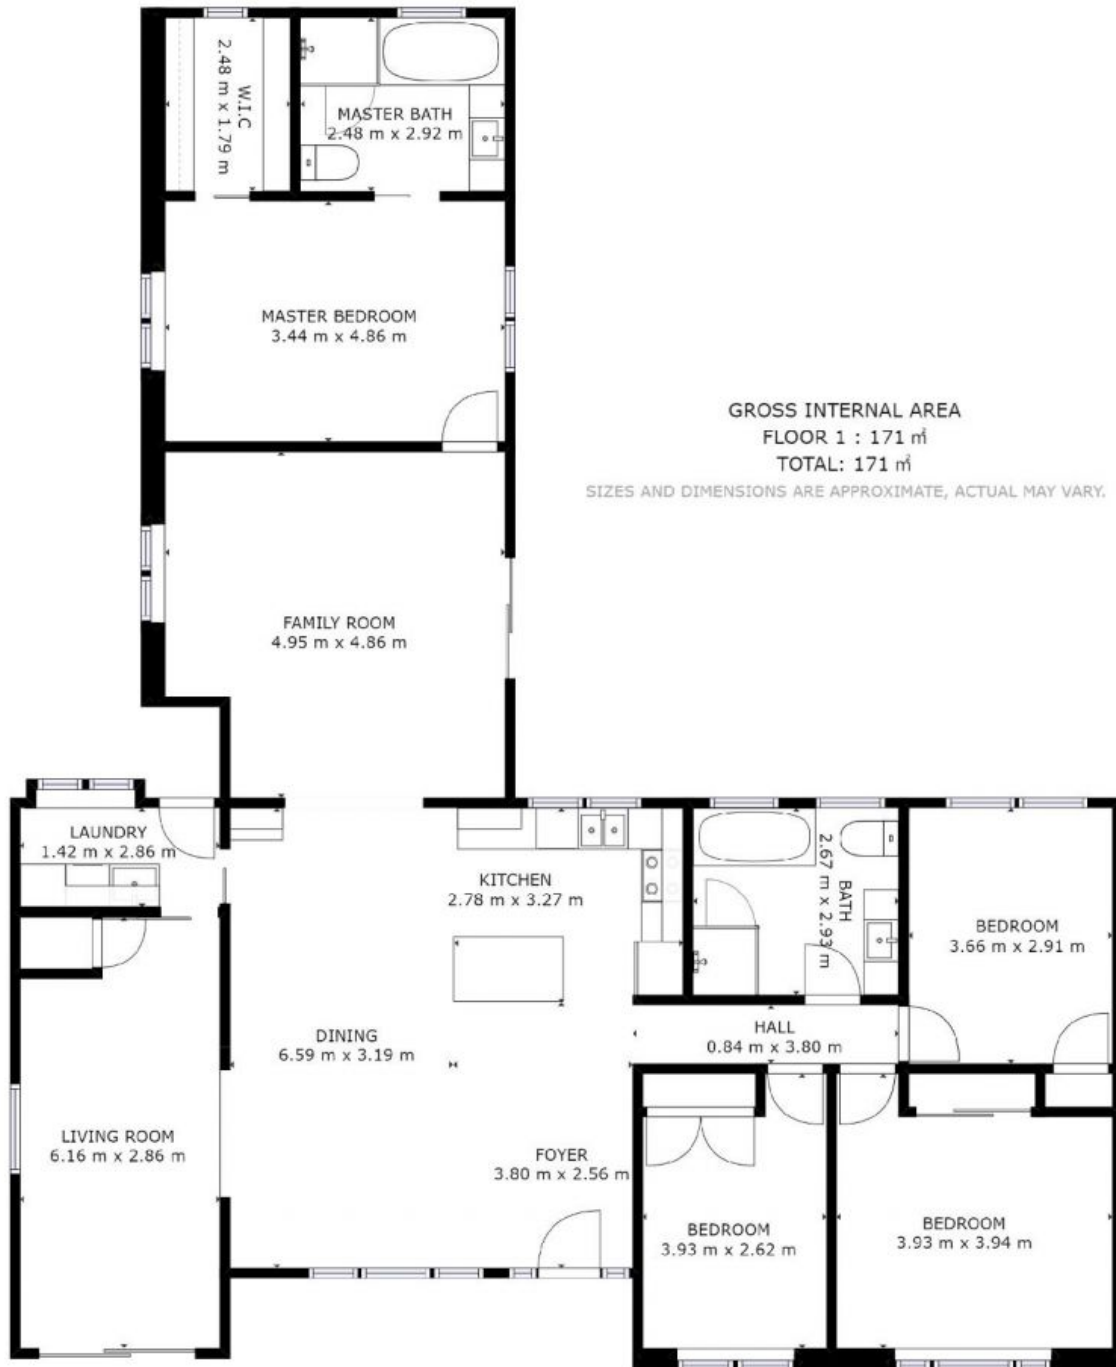 W.I.C
2.48 m x 1.79 m
MASTER BATH
2.48 m x 2.92 m
MASTER BEDROOM
3.44 m x 4.86 m
GROSS INTERNAL AREA
FLOOR 1 : 171 ㎡
TOTAL: 171 ㎡
SIZES AND DIMENSIONS ARE APPROXIMATE, ACTUAL MAY VARY.
FAMILY ROOM
4.95 m x 4.86 m
LAUNDRY
1.42 m x 2.86 m
KITCHEN
2.78 m x 3.27 m
BATH
2.67 m x 2.93 m
BEDROOM
3.66 m x 2.91 m
DINING
6.59 m x 3.19 m
HALL
0.84 m x 3.80 m
LIVING ROOM
6.16 m x 2.86 m
FOYER
3.80 m x 2.56 m
BEDROOM
3.93 m x 2.62 m
BEDROOM
3.93 m x 3.94 m